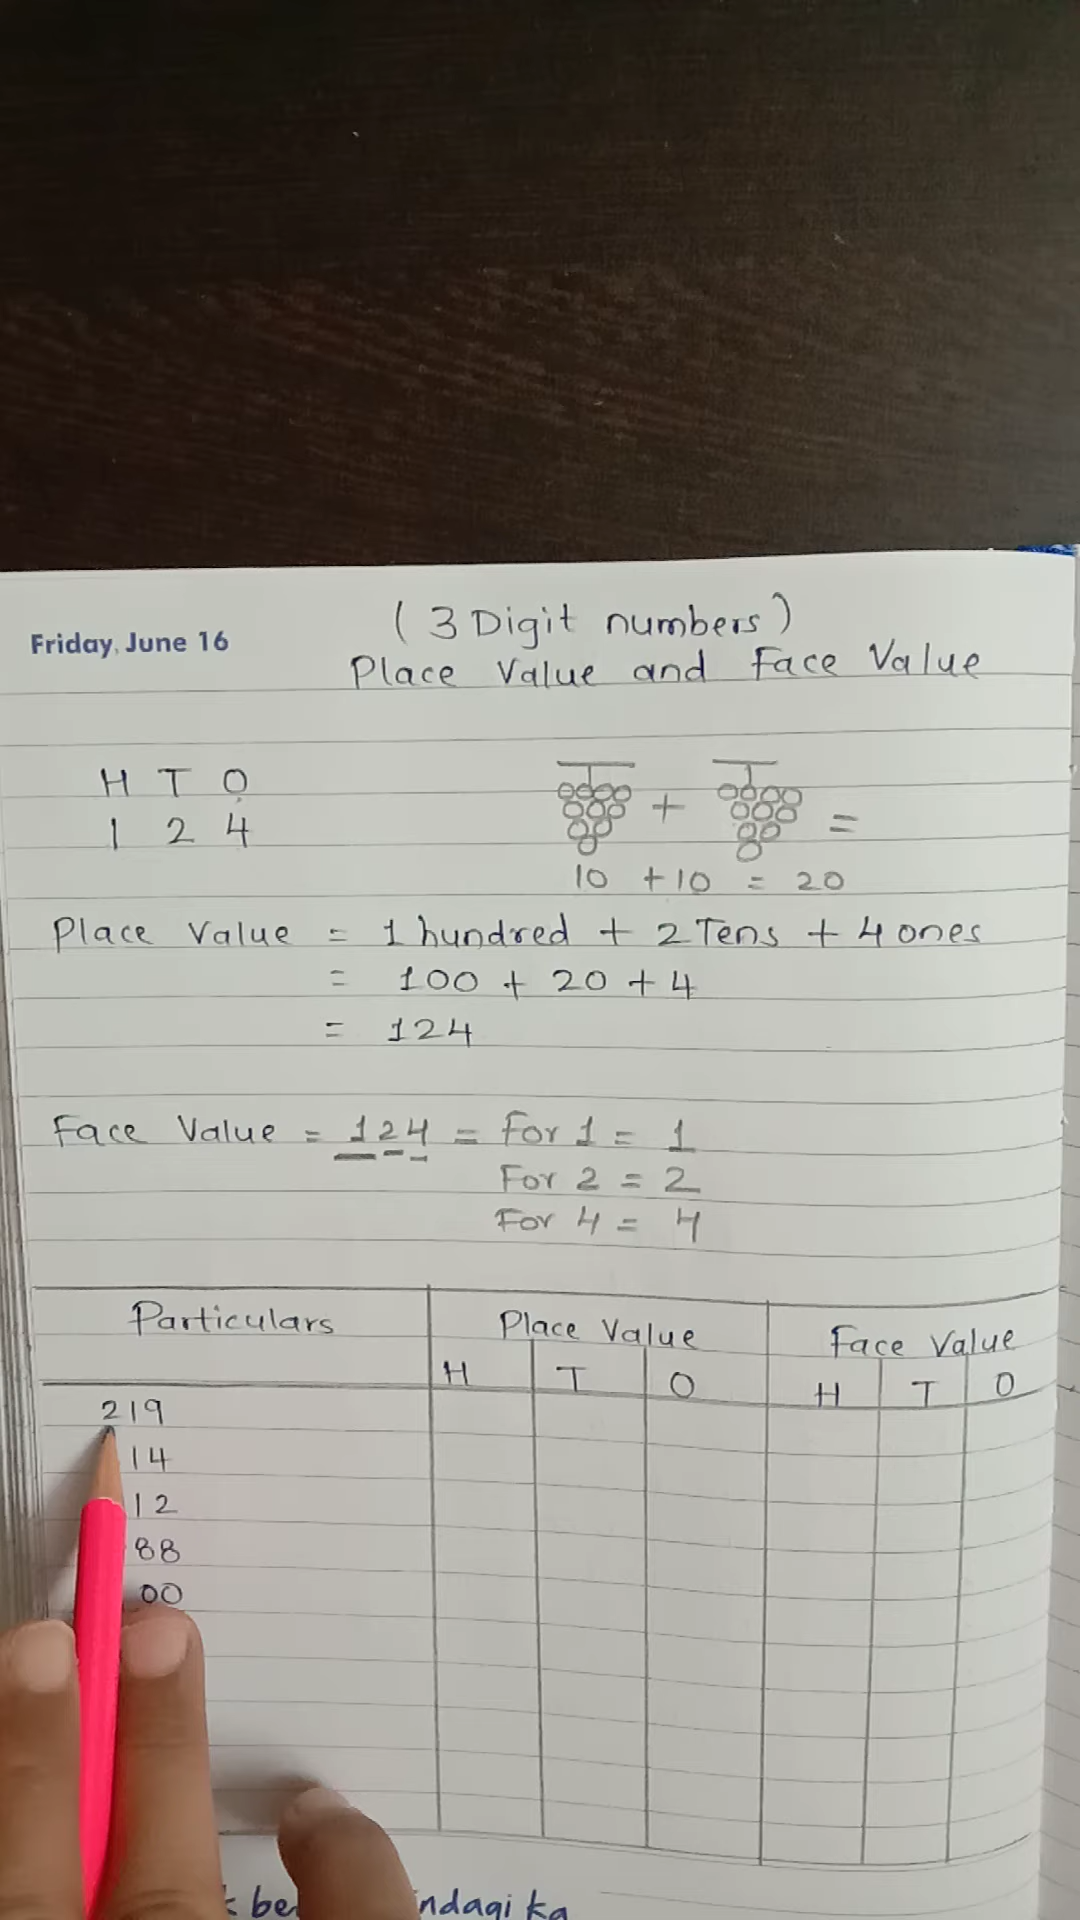 ( 3 Digit numbers )
Friday, June 16
Place Value and Face Value
H T O
1 2 4
+ =
10 + 10 = 20
Place Value = 1 hundred + 2 Tens + 4 ones
= 100 + 20 + 4
= 124
Face Value = 124 = For 1 = 1
For 2 = 2
For 4 = 4
Particulars Place Value Face Value
H T O H T O
219
14
12
88
00
ka